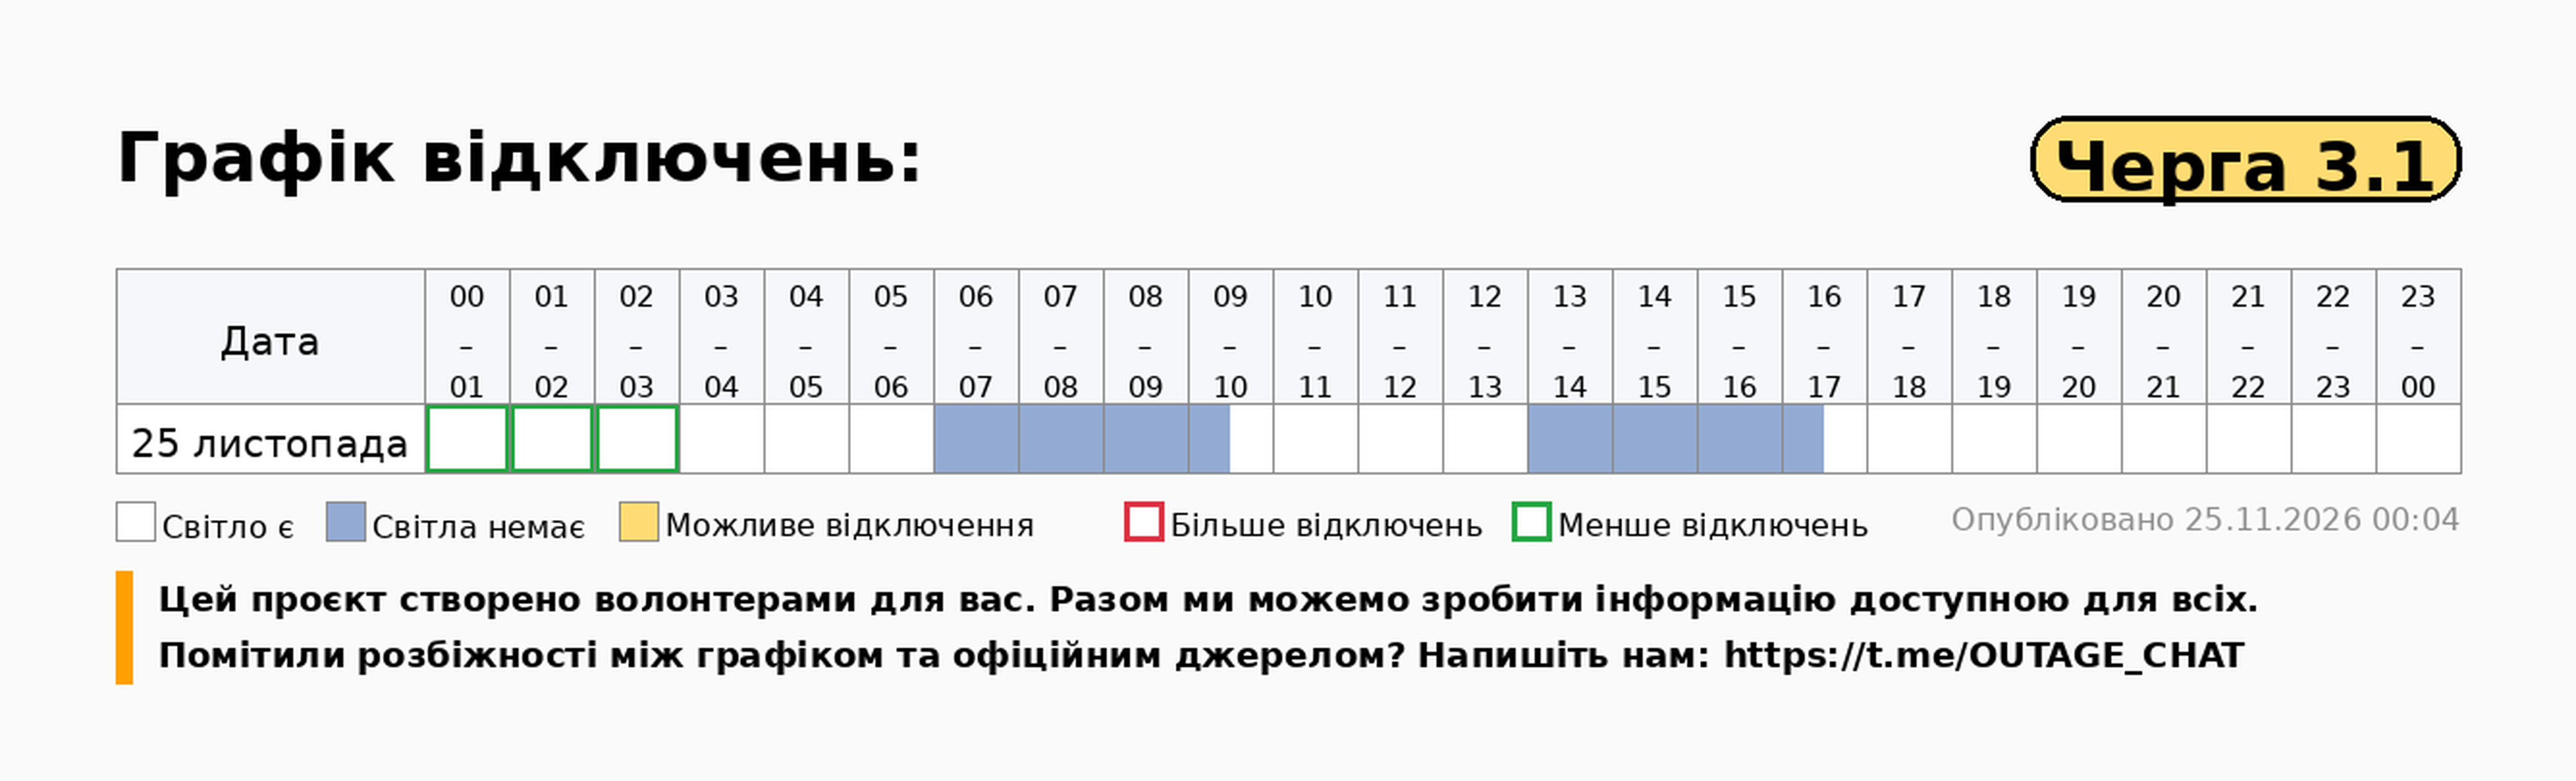 Графік відключень:
Черга 3.1
Дата
00 – 01
01 – 02
02 – 03
03 – 04
04 – 05
05 – 06
06 – 07
07 – 08
08 – 09
09 – 10
10 – 11
11 – 12
12 – 13
13 – 14
14 – 15
15 – 16
16 – 17
17 – 18
18 – 19
19 – 20
20 – 21
21 – 22
22 – 23
23 – 00
25 листопада
Світло є
Світла немає
Можливе відключення
Більше відключень
Менше відключень
Опубліковано 25.11.2026 00:04
Цей проєкт створено волонтерами для вас. Разом ми можемо зробити інформацію доступною для всіх.
Помітили розбіжності між графіком та офіційним джерелом? Напишіть нам: https://t.me/OUTAGE_CHAT